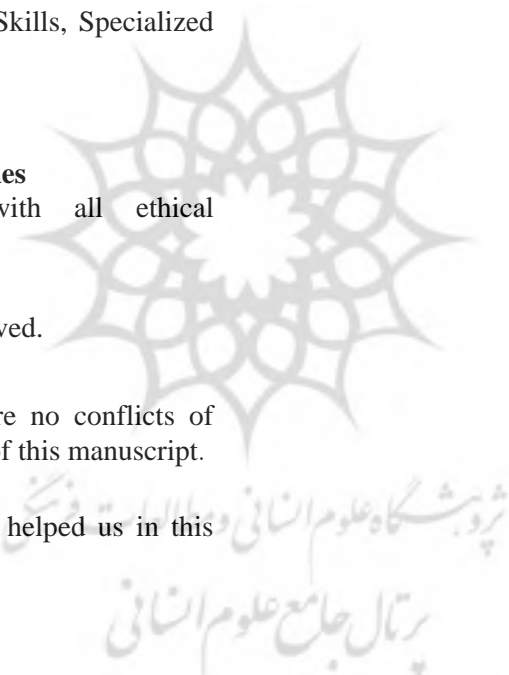 Skills, Specialized
es
with all ethical
ved.
re no conflicts of
of this manuscript.
helped us in this
پژوهشگاه علوم انسانی و مطالعات فرهنگی
پرتال جامع علوم انسانی